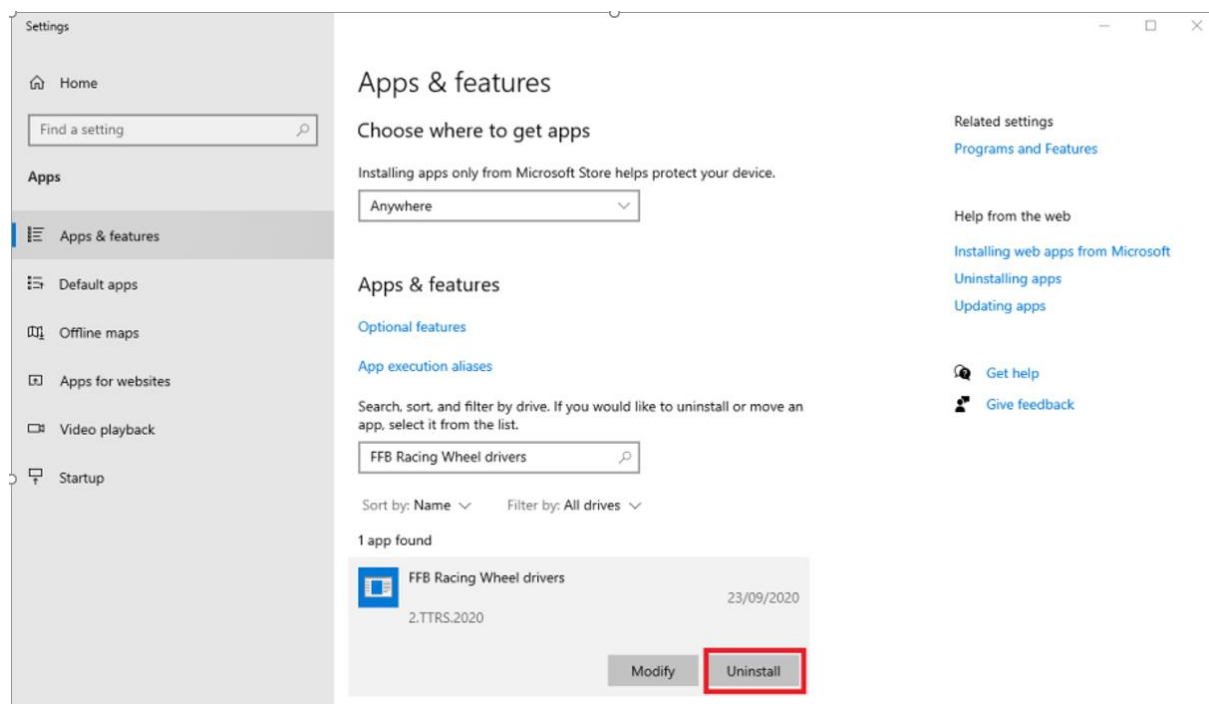 Settings
Home
Find a setting
Apps
Apps & features
Default apps
Offline maps
Apps for websites
Video playback
Startup
Apps & features
Choose where to get apps
Installing apps only from Microsoft Store helps protect your device.
Anywhere
Apps & features
Optional features
App execution aliases
Search, sort, and filter by drive. If you would like to uninstall or move an
app, select it from the list.
FFB Racing Wheel drivers
Sort by: Name Filter by: All drives
1 app found
FFB Racing Wheel drivers
23/09/2020
2.TTRS.2020
Modify Uninstall
Related settings
Programs and Features
Help from the web
Installing web apps from Microsoft
Uninstalling apps
Updating apps
Get help
Give feedback